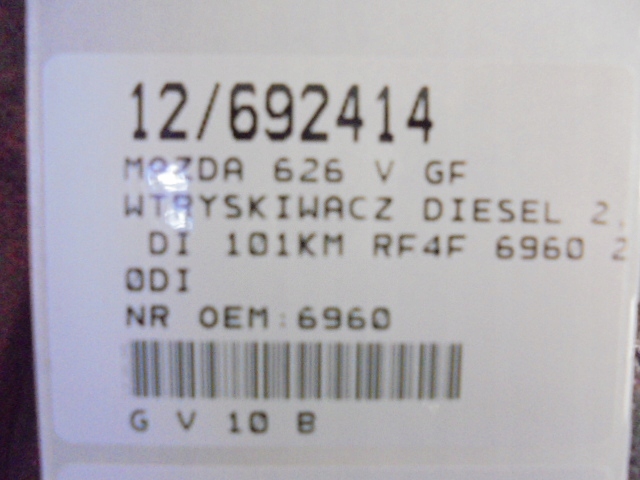 12/692414
MAZDA 626 V GF
WTRYSKIWACZ DIESEL 2.
DI 101KM RF4F 6960 2
0DI
NR OEM:6960
G V 10 B